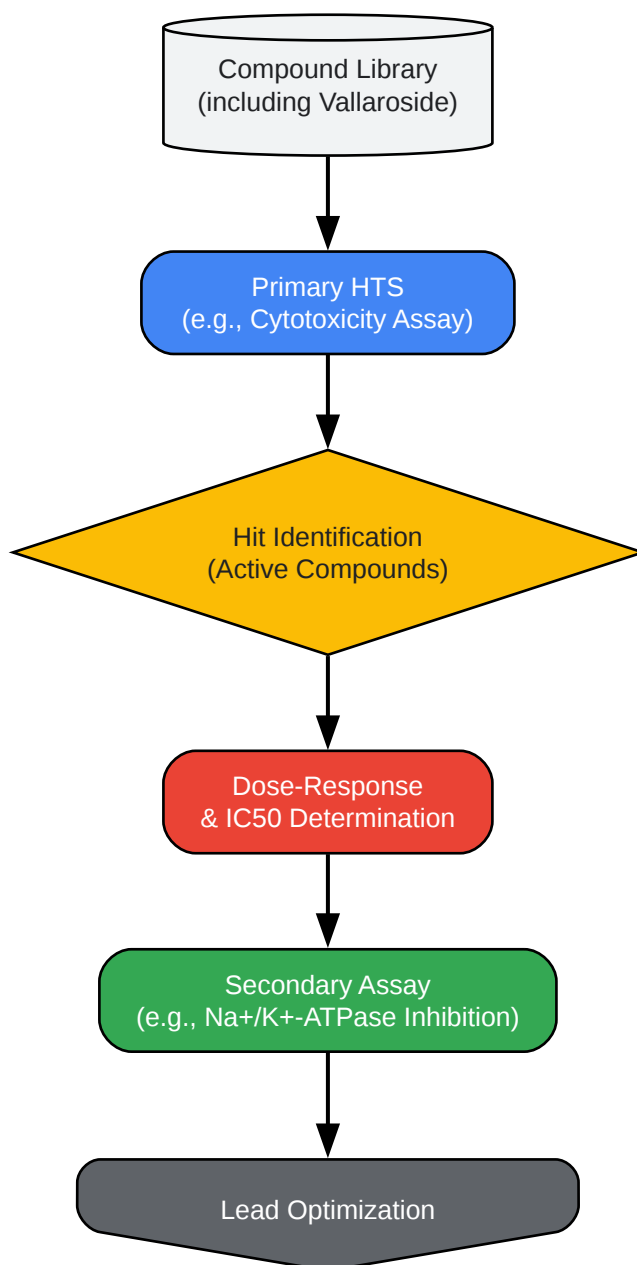 Compound Library
(including Vallaroside)
Primary HTS
(e.g., Cytotoxicity Assay)
Hit Identification
(Active Compounds)
Dose-Response
& IC50 Determination
Secondary Assay
(e.g., Na+/K+-ATPase Inhibition)
Lead Optimization